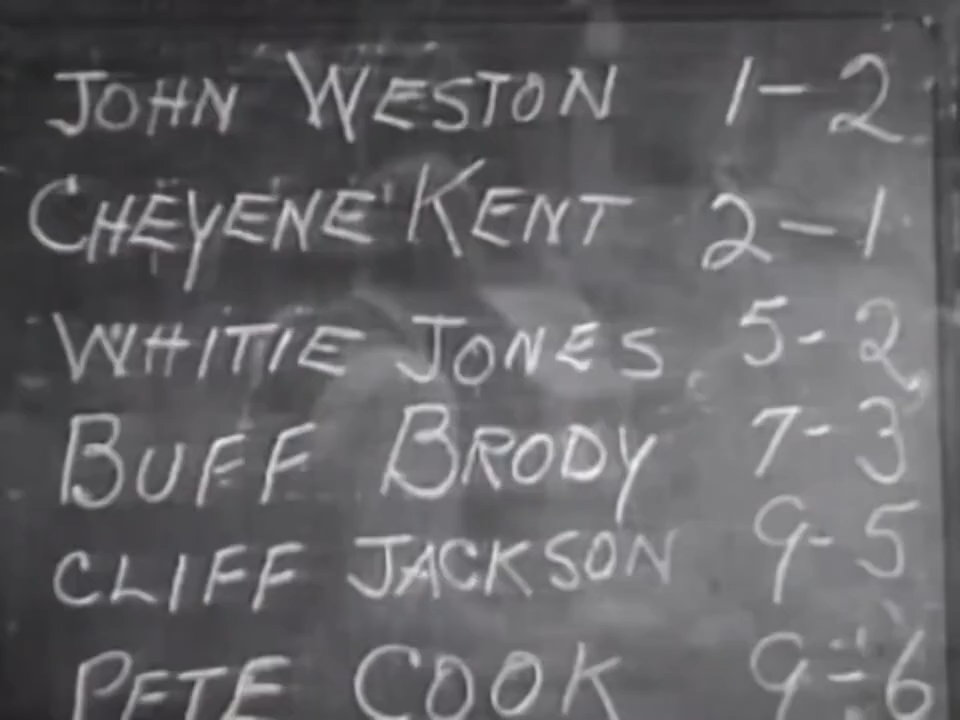 JOHN WESTON 1-2
CHEYENE KENT 2-1
WHITIE JONES 5-2
BUFF BRODY 7-3
CLIFF JACKSON 9-5
PETE COOK 9-6